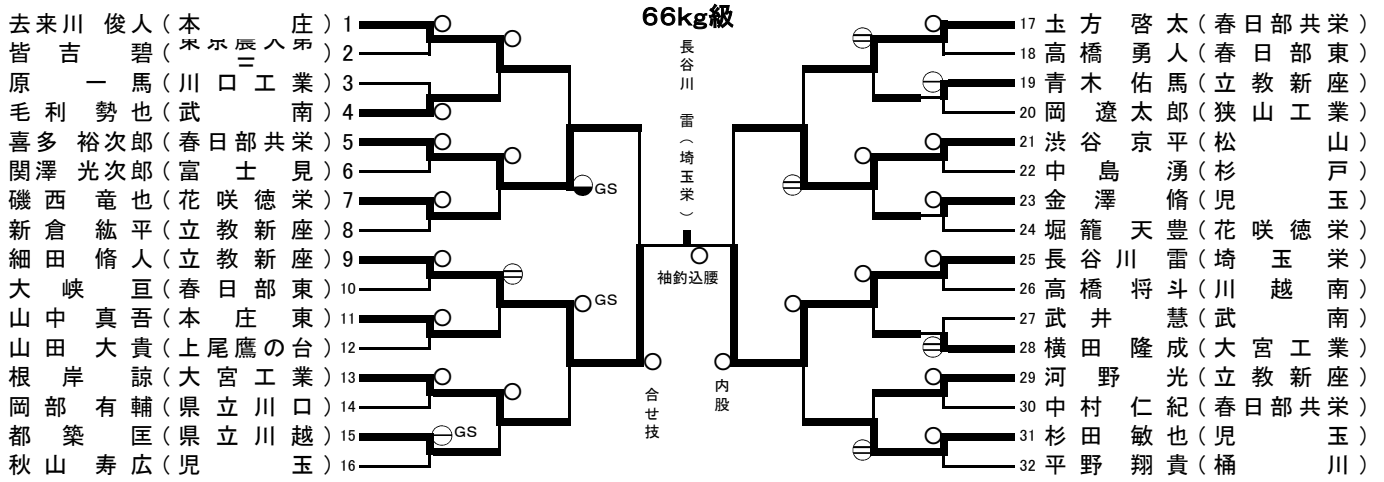 66kg級
去来川 俊人(本 庄) 1
皆吉 碧(東京農大第三) 2
原 一馬(川口工業) 3
毛利 勢也(武 南) 4
喜多 裕次郎(春日部共栄) 5
関澤 光次郎(富士見) 6
磯西 竜也(花咲徳栄) 7
新倉 紘平(立教新座) 8
細田 脩人(立教新座) 9
大峡 亘(春日部東) 10
山中 真吾(本庄東) 11
山田 大貴(上尾鷹の台) 12
根岸 諒(大宮工業) 13
岡部 有輔(県立川口) 14
都築 匡(県立川越) 15
秋山 寿広(児 玉) 16
GS
GS
GS
長谷川 雷(埼玉栄)
袖釣込腰
合せ技
内股
17 圡方 啓太(春日部共栄)
18 高橋 勇人(春日部東)
19 青木 佑馬(立教新座)
20 岡 遼太郎(狭山工業)
21 渋谷 京平(松 山)
22 中島 湧(杉 戸)
23 金澤 脩(児 玉)
24 堀籠 天豊(花咲徳栄)
25 長谷川 雷(埼玉栄)
26 高橋 将斗(川越南)
27 武井 慧(武 南)
28 横田 隆成(大宮工業)
29 河野 光(立教新座)
30 中村 仁紀(春日部共栄)
31 杉田 敏也(児 玉)
32 平野 翔貴(桶 川)